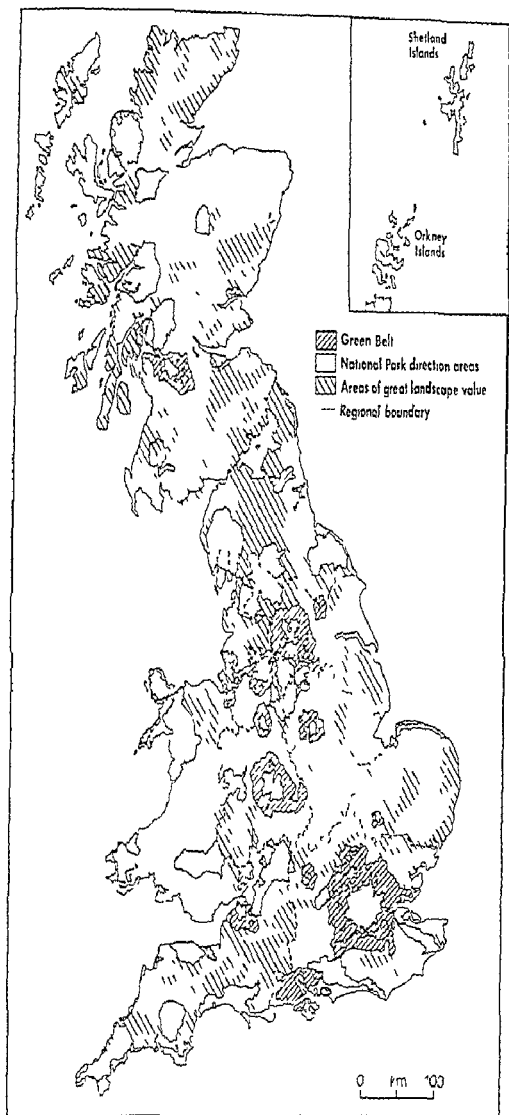 Shetland
Islands
Orkney
Islands
Green Belt
National Park direction areas
Areas of great landscape value
Regional boundary
0 km 100